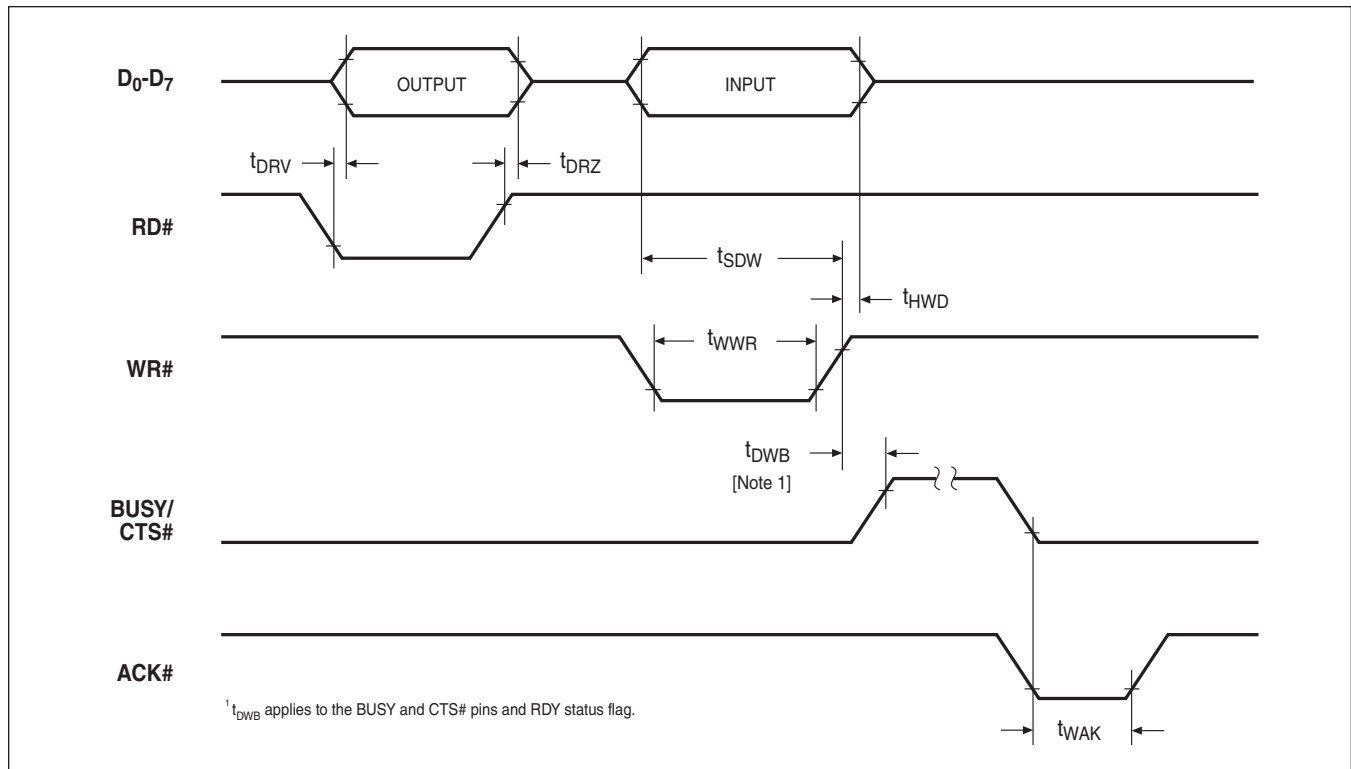 D0-D7
OUTPUT
INPUT
tDRV
tDRZ
RD#
tSDW
tHWD
WR#
tWWR
tDWB
[Note 1]
BUSY/
CTS#
ACK#
1 tDWB applies to the BUSY and CTS# pins and RDY status flag.
tWAK